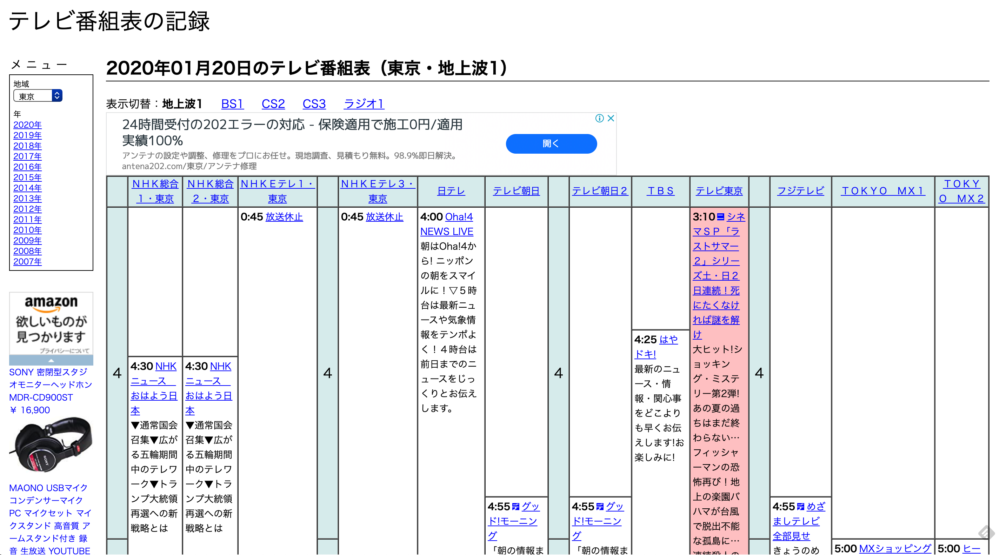 テレビ番組表の記録
メニュー
地域
東京
年
2020年
2019年
2018年
2017年
2016年
2015年
2014年
2013年
2012年
2011年
2010年
2009年
2008年
2007年
amazon
欲しいものが
見つかります
プライバシーについて
SONY 密閉型スタジ
オモニターヘッドホン
MDR-CD900ST
￥ 16,900
SONY
MAONO USBマイク
コンデンサーマイク
PC マイクセット マイ
クスタンド 高音質 ア
ームスタンド付き 録
音 生放送 YOUTUBE
2020年01月20日のテレビ番組表（東京・地上波1）
表示切替：地上波1 BS1 CS2 CS3 ラジオ1
24時間受付の202エラーの対応 - 保険適用で施工0円/適用
実績100%
アンテナの設定や調整、修理をプロにお任せ。現地調査、見積もり無料。98.9%即日解決。
antena202.com/東京/アンテナ修理
開く
ＮＨＫ総合
１・東京
ＮＨＫ総合
２・東京
ＮＨＫＥテレ１・
東京
ＮＨＫＥテレ３・
東京
日テレ
テレビ朝日
テレビ朝日２
ＴＢＳ
テレビ東京
フジテレビ
ＴＯＫＹＯ　ＭＸ１
ＴＯＫＹ
Ｏ　ＭＸ２
4
4:30 NHK
ニュース
おはよう日
本
▼通常国会
召集▼広が
る五輪期間
中のテレワ
ーク▼トラ
ンプ大統領
再選への新
戦略とは
4:30 NHK
ニュース
おはよう日
本
▼通常国会
召集▼広が
る五輪期間
中のテレワ
ーク▼トラ
ンプ大統領
再選への新
戦略とは
0:45 放送休止
4
0:45 放送休止
4:00 Oha!4
NEWS LIVE
朝はOha!4か
ら! ニッポン
の朝をスマイ
ルに！▽５時
台は最新ニュ
ースや気象情
報をテンポよ
く！４時台は
前日までのニ
ュースをじっ
くりとお伝え
します。
4:55 デ グッ
ド!モーニン
グ
「朝の情報ま
4
4:55 デ グッ
ド!モーニン
グ
「朝の情報ま
4:25 はや
ドキ!
最新のニュ
ース・情
報・関心事
をどこより
も早くお伝
えします!お
楽しみに!
3:10 二 シネ
マＳＰ「ラ
ストサマー
２」シリー
ズ土・日２
日連続！死
にたくなけ
れば謎を解
け
大ヒット!シ
ョッキン
グ・ミステ
リー第2弾!
あの夏の過
ちはまだ終
わらない…
フィッシャ
ーマンの恐
怖再び！地
上の楽園バ
ハマが台風
で脱出不能
な孤島に…
連続殺人の
4
4:55 デ めざ
ましテレビ
全部見せ
きょうのめ
5:00 MXショッピング
5:00 ヒー